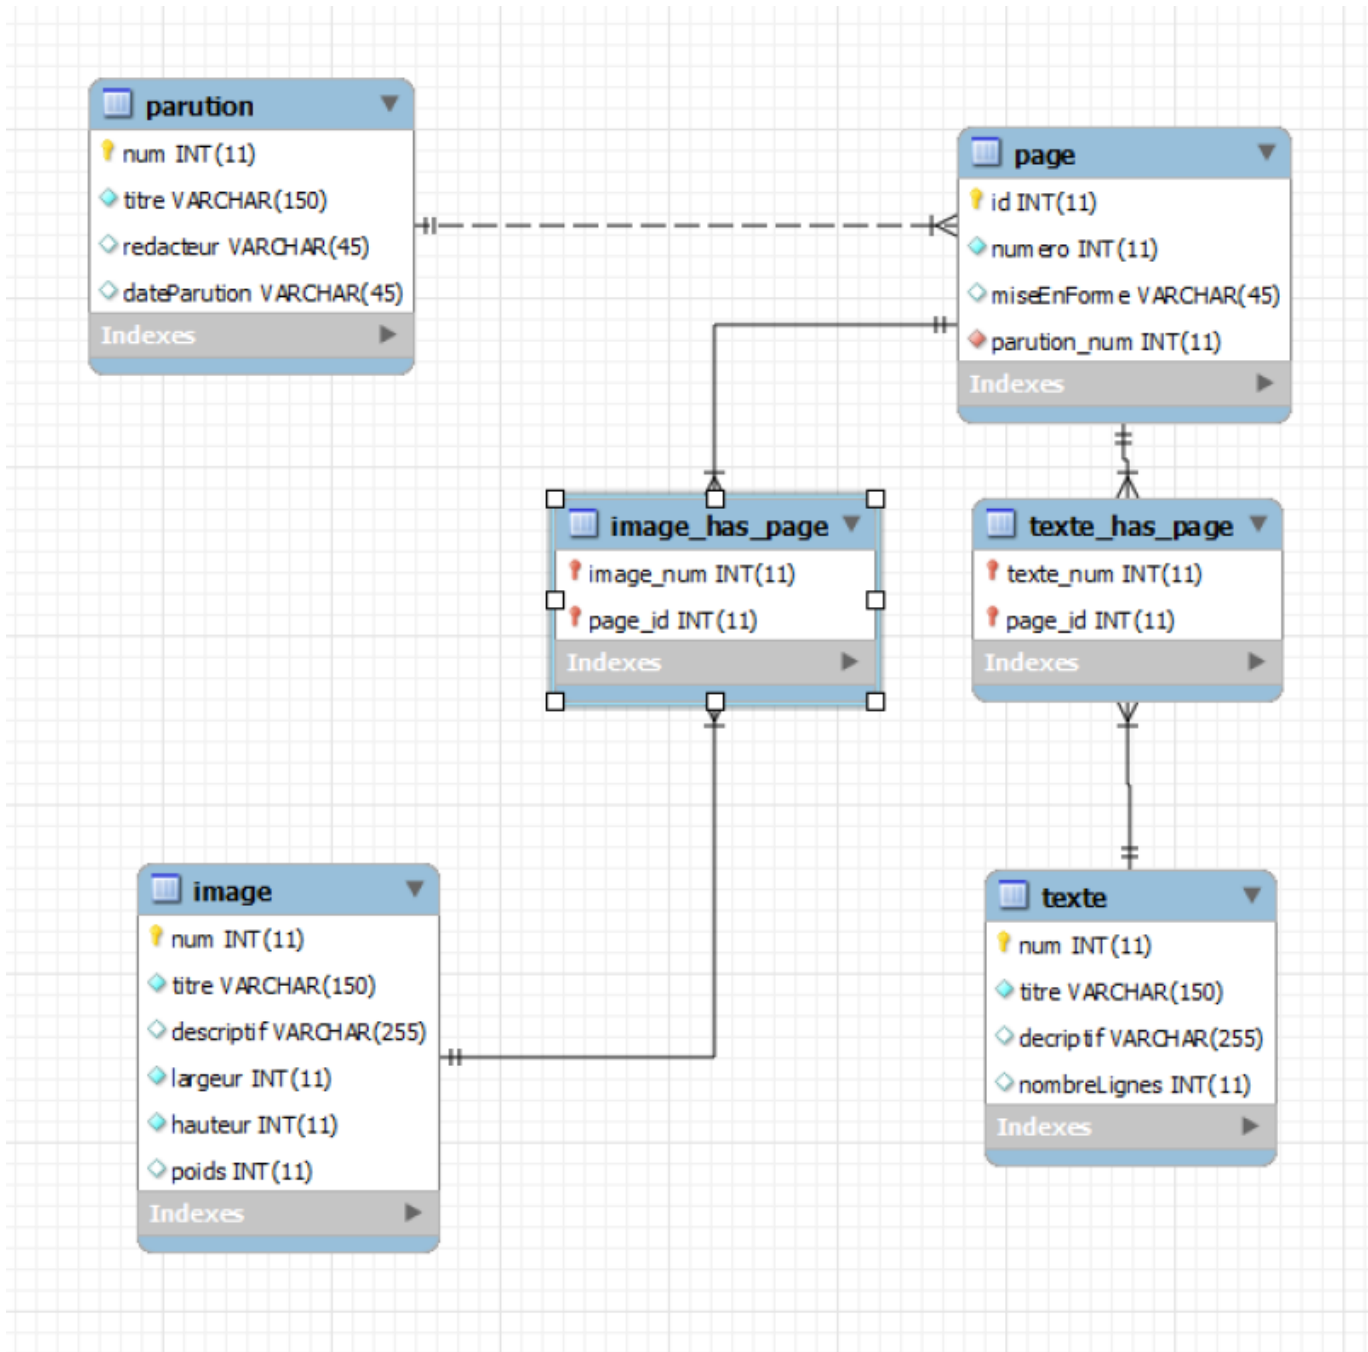 parution
num INT(11)
titre VARCHAR(150)
redacteur VARCHAR(45)
dateParution VARCHAR(45)
Indexes
page
id INT(11)
numero INT(11)
miseEnForme VARCHAR(45)
parution_num INT(11)
Indexes
image_has_page
image_num INT(11)
page_id INT(11)
Indexes
texte_has_page
texte_num INT(11)
page_id INT(11)
Indexes
image
num INT(11)
titre VARCHAR(150)
descriptif VARCHAR(255)
largeur INT(11)
hauteur INT(11)
poids INT(11)
Indexes
texte
num INT(11)
titre VARCHAR(150)
decriptif VARCHAR(255)
nombreLignes INT(11)
Indexes